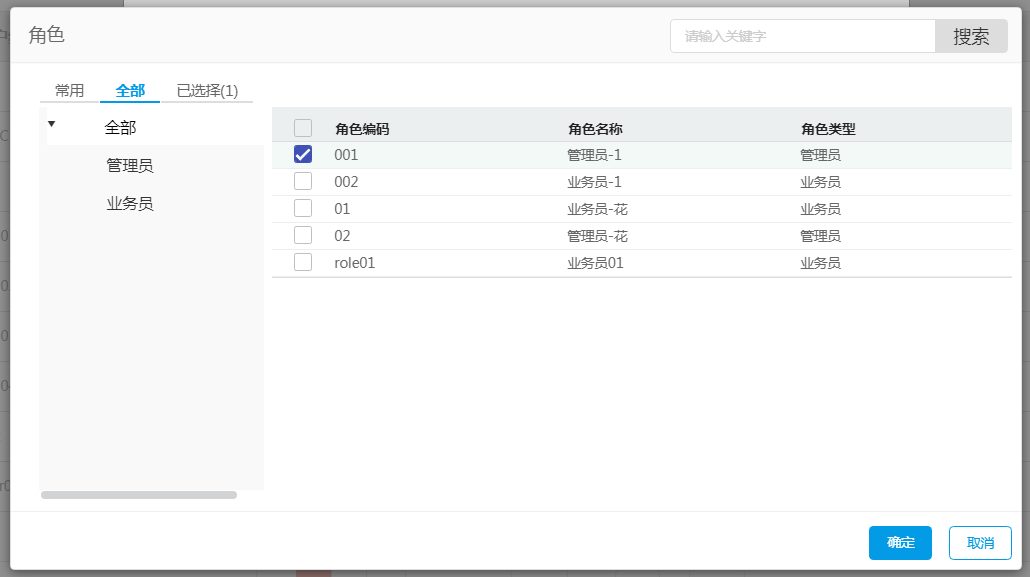 角色
请输入关键字 搜索
常用 全部 已选择(1)
全部
管理员
业务员
角色编码 角色名称 角色类型
001 管理员-1 管理员
002 业务员-1 业务员
01 业务员-花 业务员
02 管理员-花 管理员
role01 业务员01 业务员
确定 取消